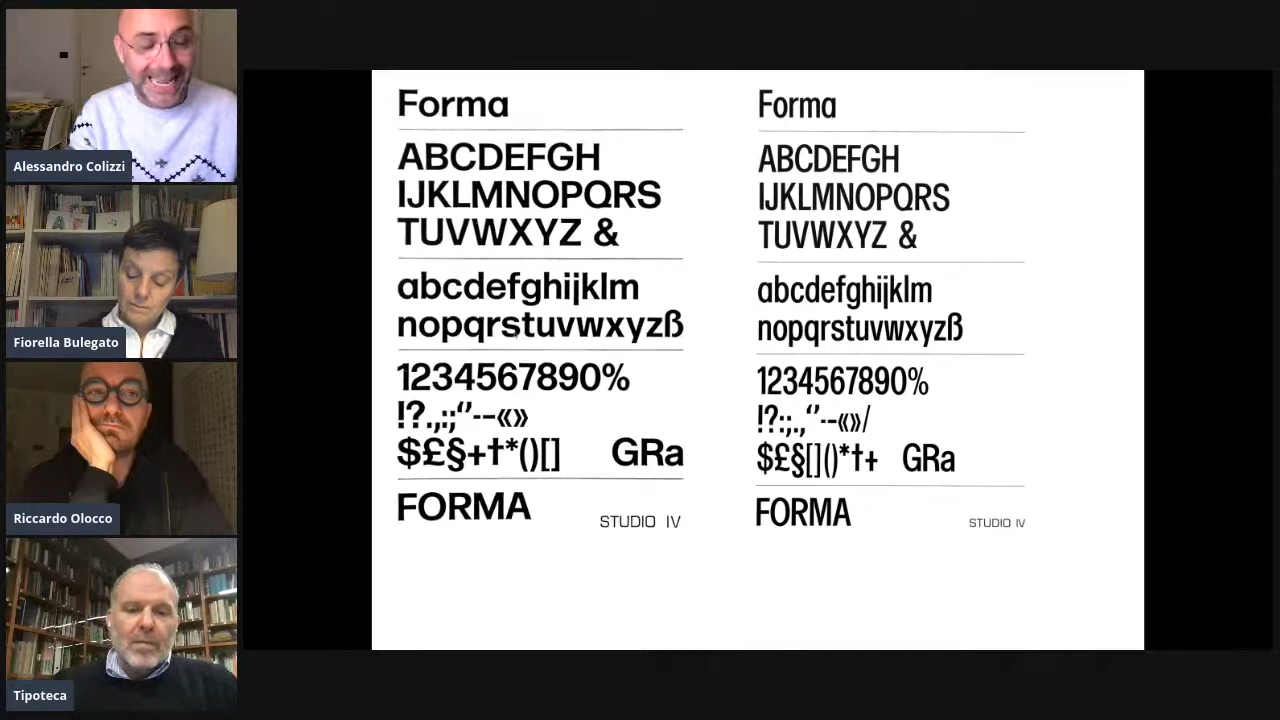 Alessandro Colizzi
Fiorella Bulegato
Riccardo Olocco
Tipoteca
Forma
ABCDEFGH
IJKLMNOPQRS
TUVWXYZ &
abcdefghijklm
nopqrstuvwxyzß
1234567890%
!?.,:;‘’--–«»
$£§+†*()[] GRa
FORMA
STUDIO IV
Forma
ABCDEFGH
IJKLMNOPQRS
TUVWXYZ &
abcdefghijklm
nopqrstuvwxyzß
1234567890%
!?:;.,‘’--–«»/
$£§[]()*†+ GRa
FORMA
STUDIO IV